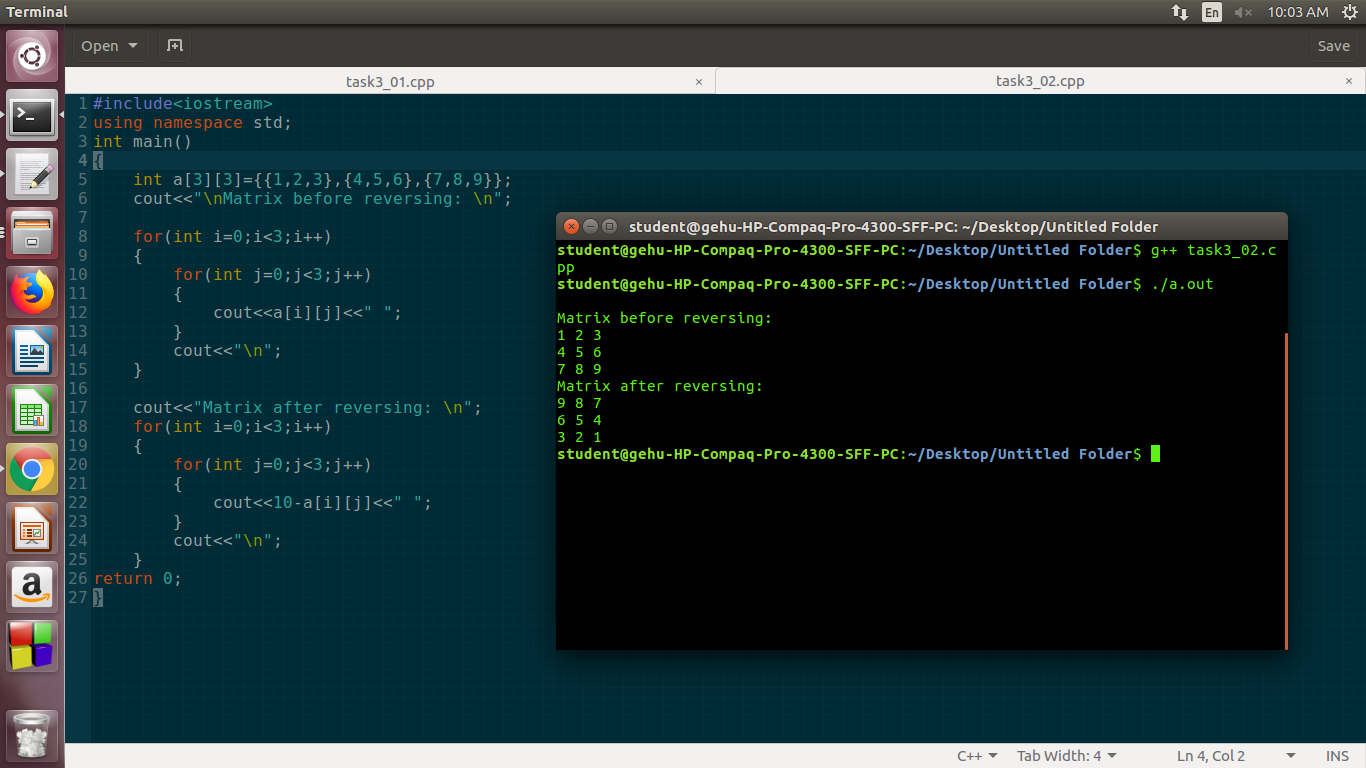 Terminal
En
10:03 AM
Open
Save
task3_01.cpp ×
task3_02.cpp ×
1 #include<iostream>
2 using namespace std;
3 int main()
4 {
5     int a[3][3]={{1,2,3},{4,5,6},{7,8,9}};
6     cout<<"\nMatrix before reversing: \n";
7
8     for(int i=0;i<3;i++)
9     {
10         for(int j=0;j<3;j++)
11         {
12             cout<<a[i][j]<<" ";
13         }
14         cout<<"\n";
15     }
16
17     cout<<"Matrix after reversing: \n";
18     for(int i=0;i<3;i++)
19     {
20         for(int j=0;j<3;j++)
21         {
22             cout<<10-a[i][j]<<" ";
23         }
24         cout<<"\n";
25     }
26 return 0;
27 }
student@gehu-HP-Compaq-Pro-4300-SFF-PC: ~/Desktop/Untitled Folder
student@gehu-HP-Compaq-Pro-4300-SFF-PC:~/Desktop/Untitled Folder$ g++ task3_02.c
pp
student@gehu-HP-Compaq-Pro-4300-SFF-PC:~/Desktop/Untitled Folder$ ./a.out
Matrix before reversing:
1 2 3
4 5 6
7 8 9
Matrix after reversing:
9 8 7
6 5 4
3 2 1
student@gehu-HP-Compaq-Pro-4300-SFF-PC:~/Desktop/Untitled Folder$
a
C++
Tab Width: 4
Ln 4, Col 2
INS